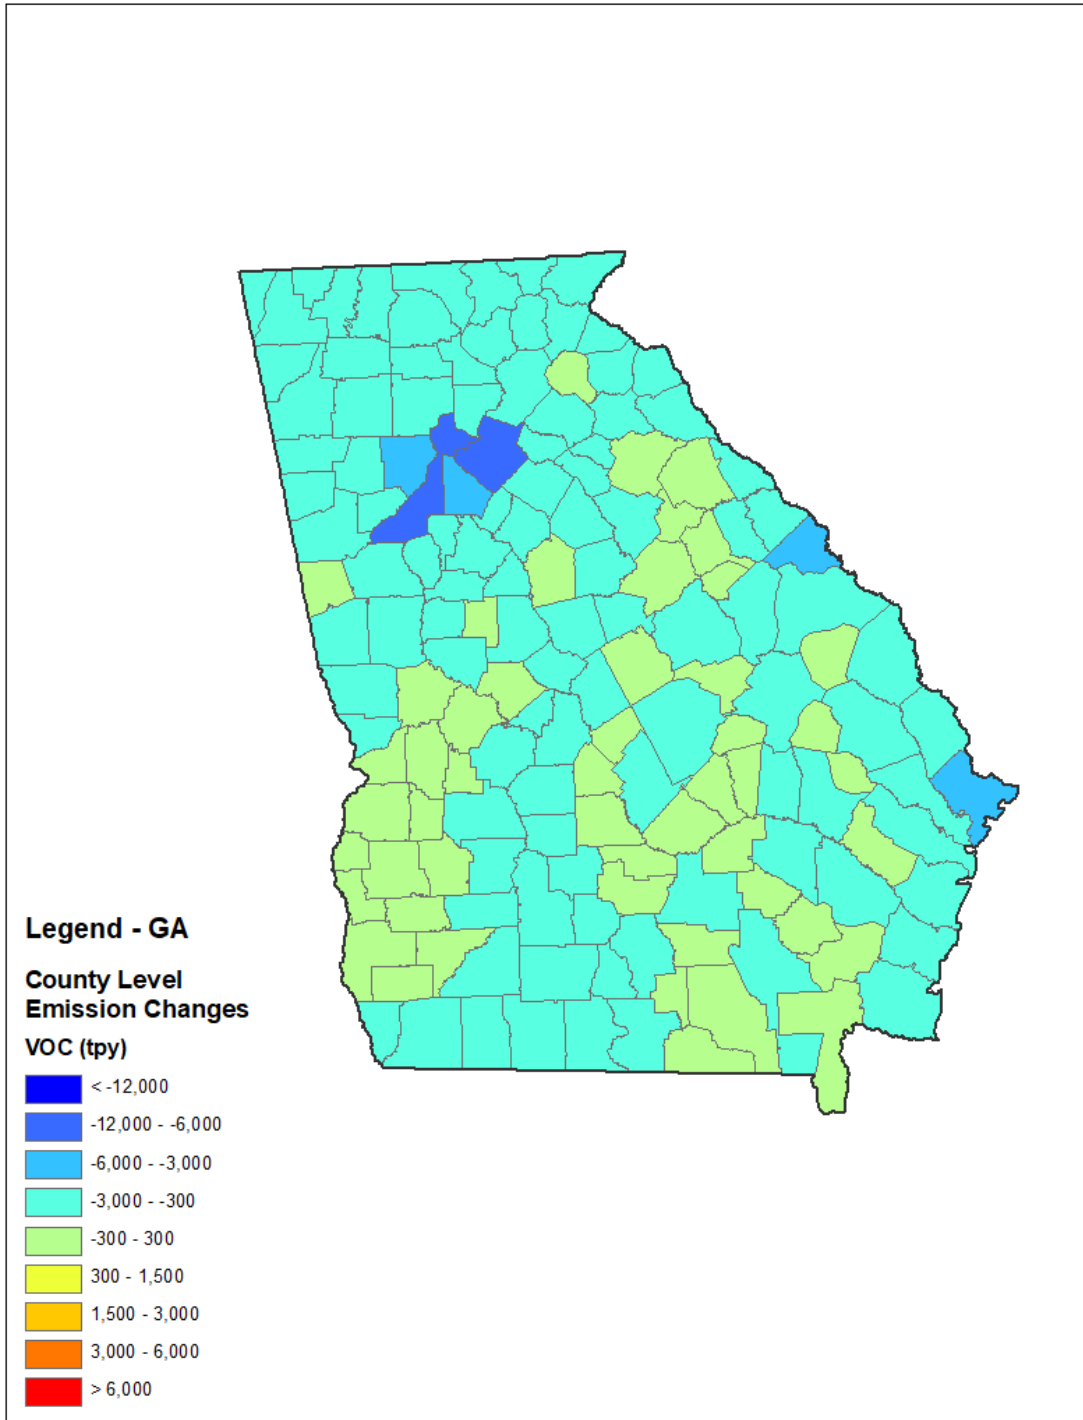 Legend - GA
County Level
Emission Changes
VOC (tpy)
< -12,000
-12,000 - -6,000
-6,000 - -3,000
-3,000 - -300
-300 - 300
300 - 1,500
1,500 - 3,000
3,000 - 6,000
> 6,000